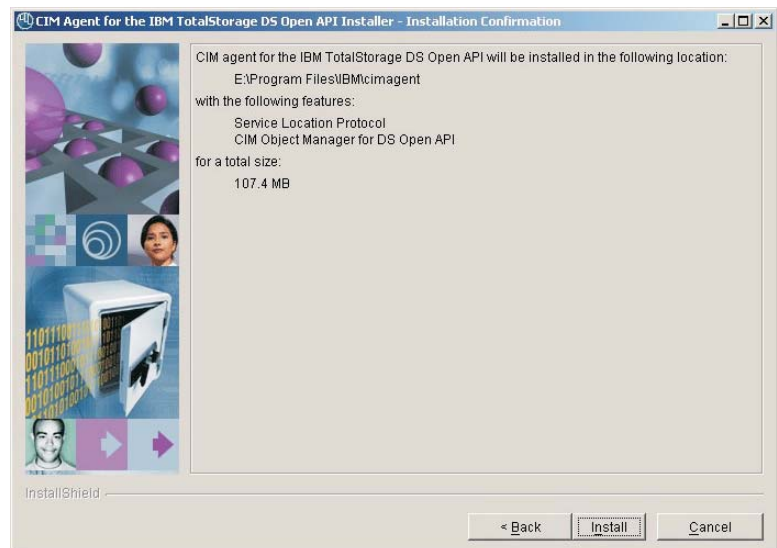 CIM Agent for the IBM TotalStorage DS Open API Installer - Installation Confirmation
CIM agent for the IBM TotalStorage DS Open API will be installed in the following location:
E:\Program Files\IBM\cimagent
with the following features:
Service Location Protocol
CIM Object Manager for DS Open API
for a total size:
107.4 MB
InstallShield
< Back
Install
Cancel